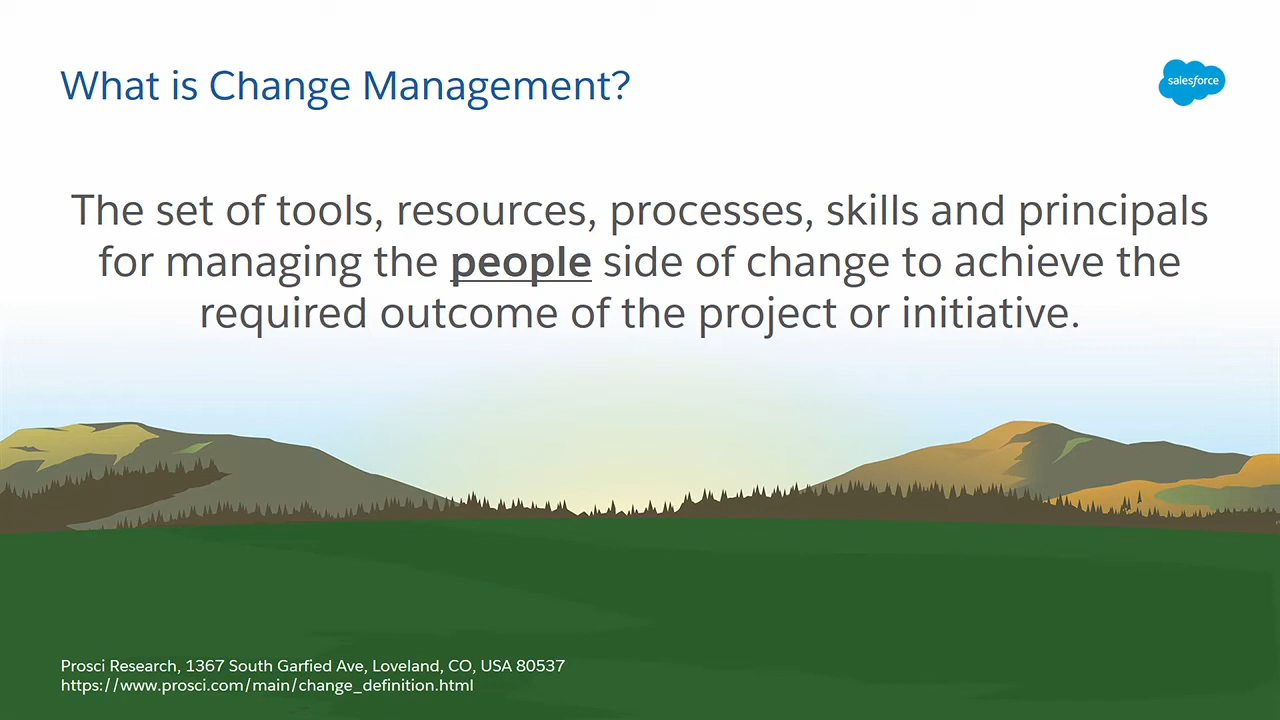 What is Change Management?
salesforce
The set of tools, resources, processes, skills and principals
for managing the people side of change to achieve the
required outcome of the project or initiative.
Prosci Research, 1367 South Garfied Ave, Loveland, CO, USA 80537
https://www.prosci.com/main/change_definition.html